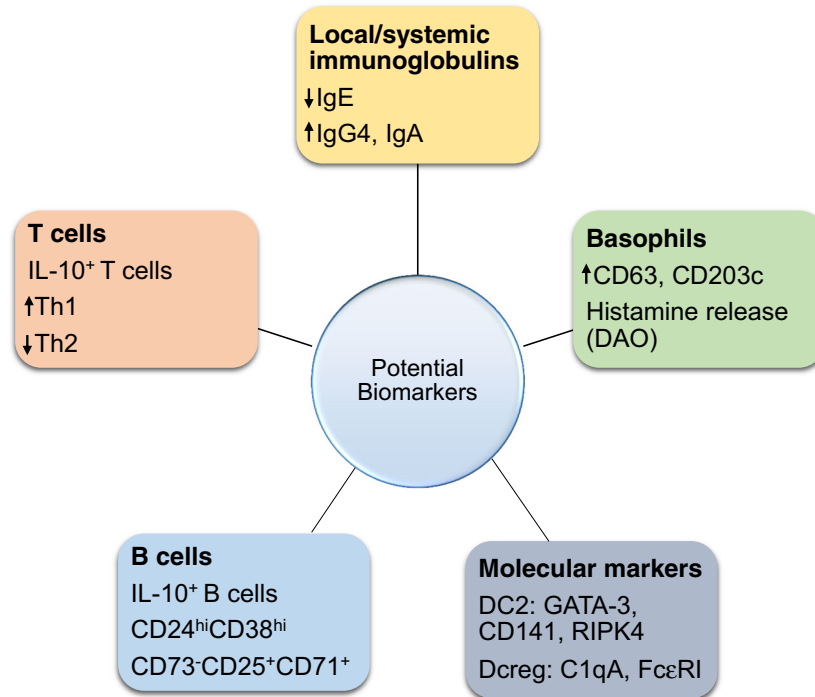 Local/systemic
immunoglobulins
↓IgE
↑IgG4, IgA
T cells
IL-10⁺ T cells
↑Th1
↓Th2
Basophils
↑CD63, CD203c
Histamine release
(DAO)
Potential
Biomarkers
B cells
IL-10⁺ B cells
CD24ʰⁱCD38ʰⁱ
CD73⁻CD25⁺CD71⁺
Molecular markers
DC2: GATA-3,
CD141, RIPK4
Dcreg: C1qA, FcεRI